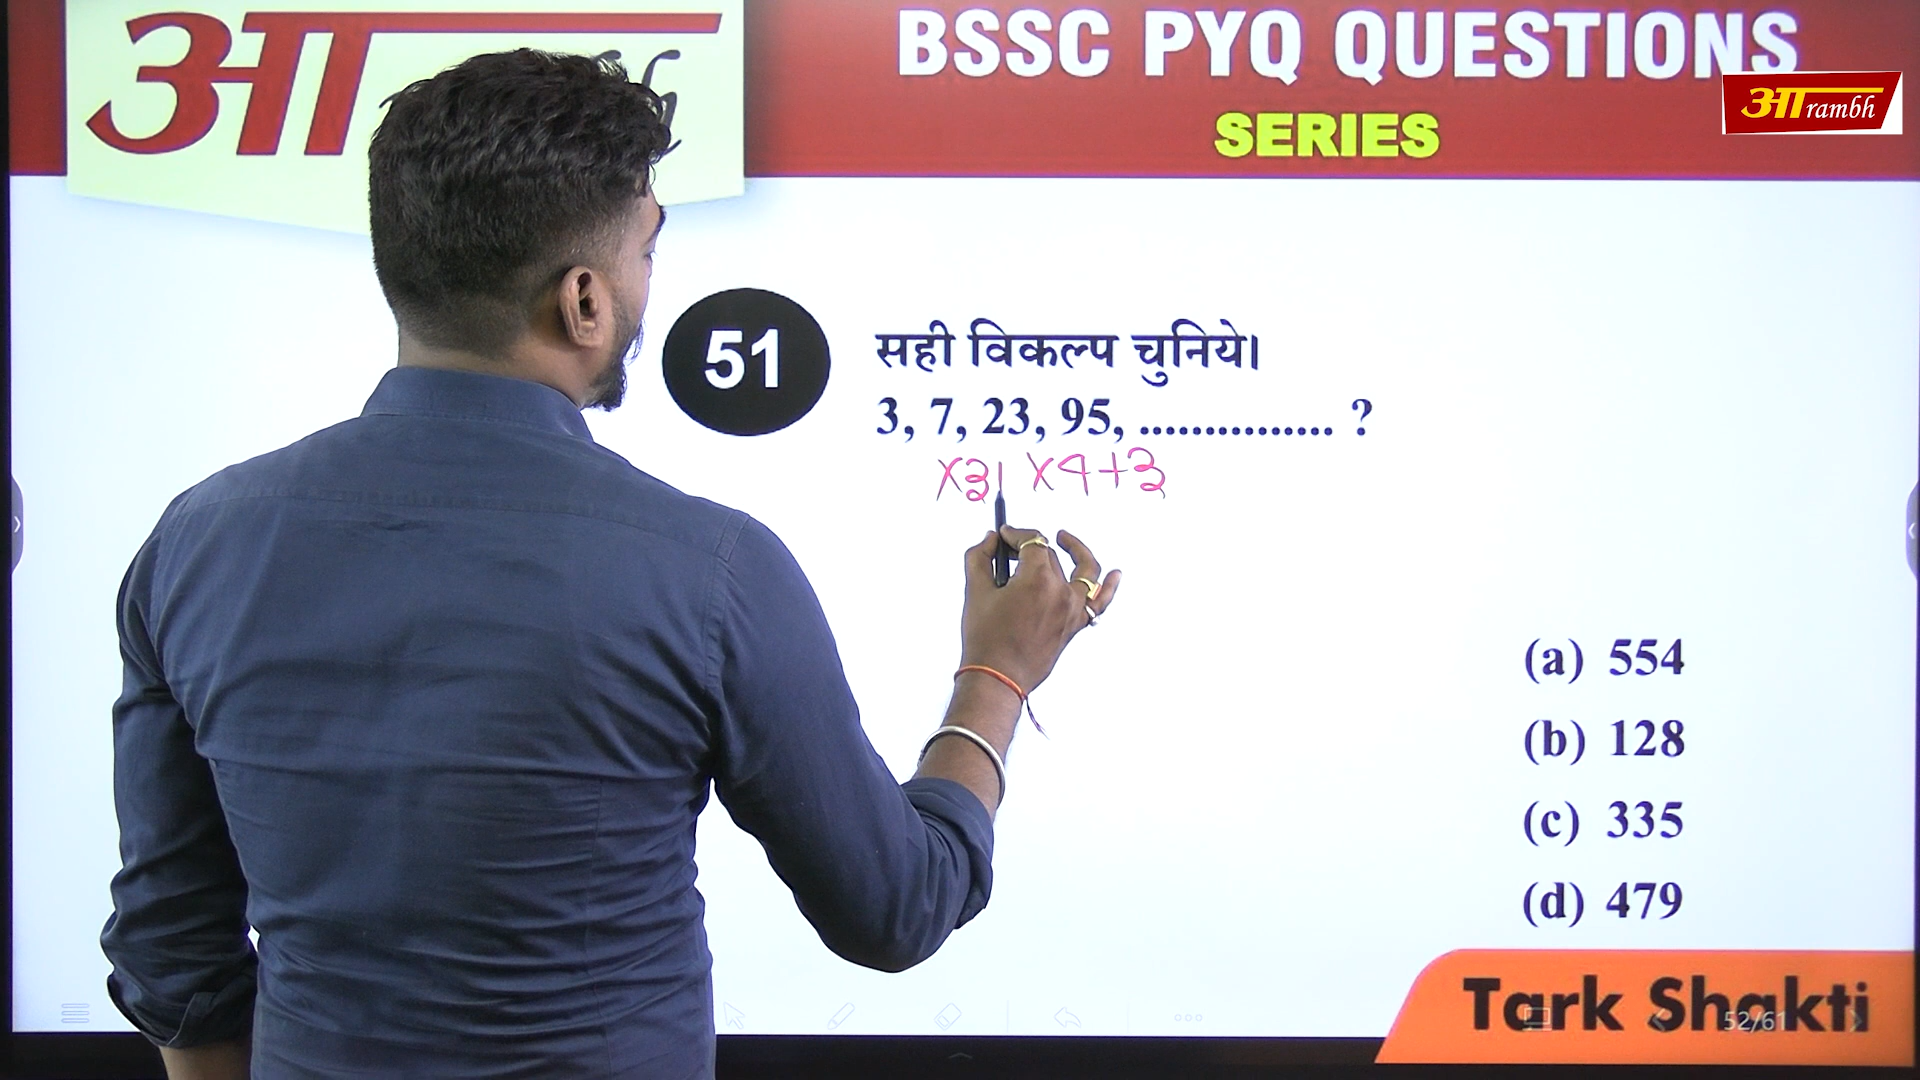 आ
BSSC PYQ QUESTIONS
SERIES
आrambh
51
सही विकल्प चुनिये।
3, 7, 23, 95, ............... ?
×3 ×4+3
(a) 554
(b) 128
(c) 335
(d) 479
Tark Shakti
52/61